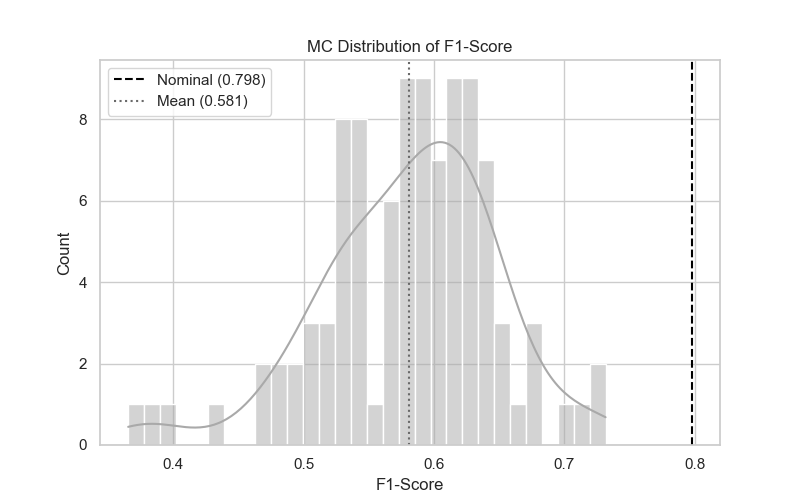 MC Distribution of F1-Score
Nominal (0.798)
Mean (0.581)
Count
8
6
4
2
0
0.4 0.5 0.6 0.7 0.8
F1-Score